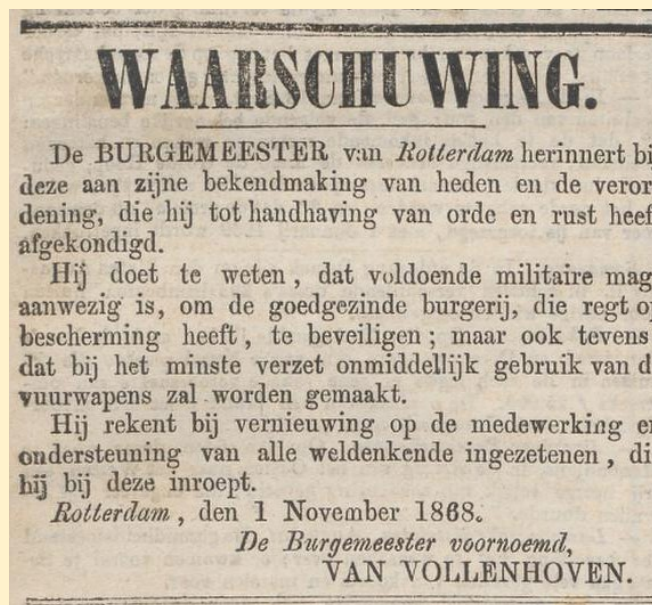 WAARSCHUWING.
De BURGEMEESTER van Rotterdam herinnert bij
deze aan zijne bekendmaking van heden en de veror-
dening, die hij tot handhaving van orde en rust heef
afgekondigd.
Hij doet te weten, dat voldoende militaire mag
aanwezig is, om de goedgezinde burgerij, die regt op
bescherming heeft, te beveiligen; maar ook tevens
dat bij het minste verzet onmiddellijk gebruik van d
vuurwapens zal worden gemaakt.
Hij rekent bij vernieuwing op de medewerking e
ondersteuning van alle weldenkende ingezetenen, di
hij bij deze inroept.
Rotterdam, den 1 November 1868.
De Burgemeester voornoemd,
VAN VOLLENHOVEN.